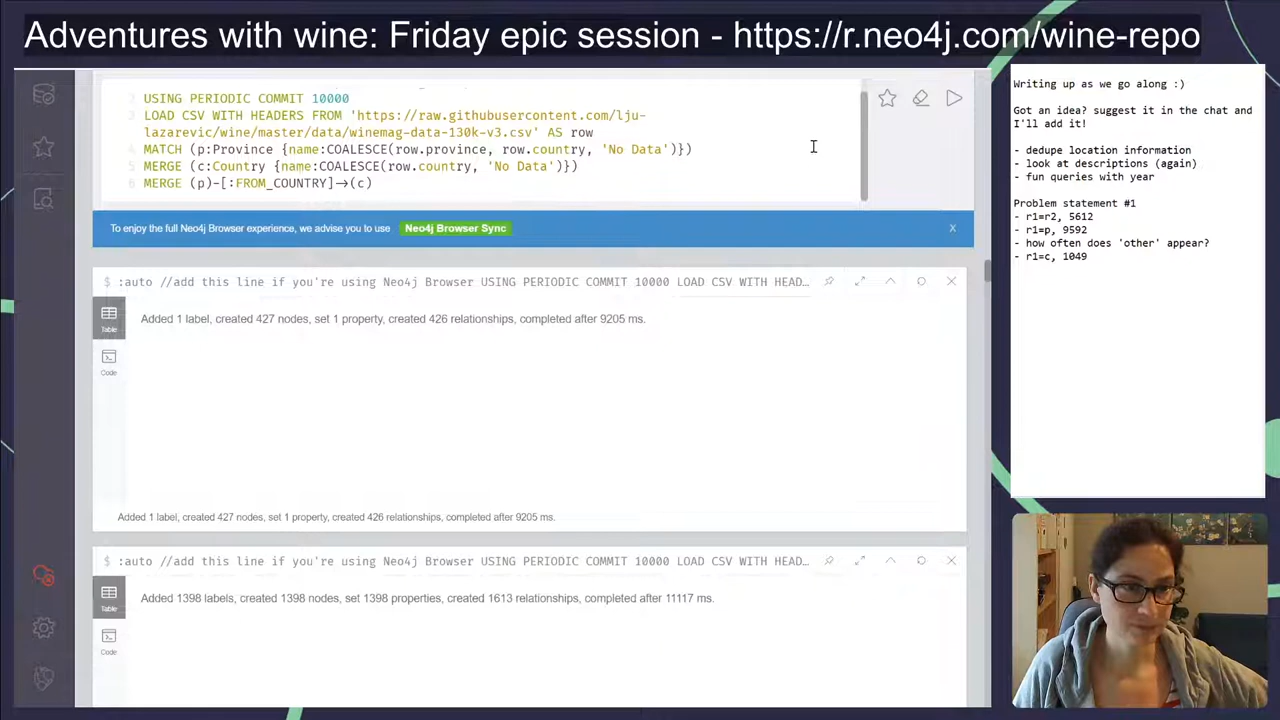 Adventures with wine: Friday epic session - https://r.neo4j.com/wine-repo
2 USING PERIODIC COMMIT 10000
3 LOAD CSV WITH HEADERS FROM 'https://raw.githubusercontent.com/lju-
lazarevic/wine/master/data/winemag-data-130k-v3.csv' AS row
4 MATCH (p:Province {name:COALESCE(row.province, row.country, 'No Data')})
5 MERGE (c:Country {name:COALESCE(row.country, 'No Data')})
6 MERGE (p)-[:FROM_COUNTRY]→(c)
To enjoy the full Neo4j Browser experience, we advise you to use Neo4j Browser Sync X
$ :auto //add this line if you're using Neo4j Browser USING PERIODIC COMMIT 10000 LOAD CSV WITH HEAD…
Table
Added 1 label, created 427 nodes, set 1 property, created 426 relationships, completed after 9205 ms.
Code
Added 1 label, created 427 nodes, set 1 property, created 426 relationships, completed after 9205 ms.
$ :auto //add this line if you're using Neo4j Browser USING PERIODIC COMMIT 10000 LOAD CSV WITH HEAD…
Table
Added 1398 labels, created 1398 nodes, set 1398 properties, created 1613 relationships, completed after 11117 ms.
Code
Writing up as we go along :)
Got an idea? suggest it in the chat and
I'll add it!
- dedupe location information
- look at descriptions (again)
- fun queries with year
Problem statement #1
- r1=r2, 5612
- r1=p, 9592
- how often does 'other' appear?
- r1=c, 1049